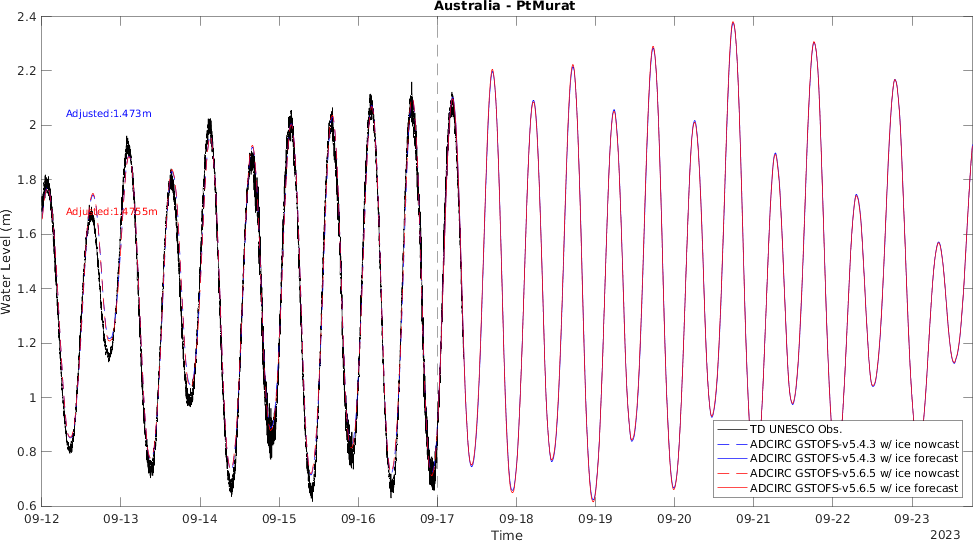 Australia - PtMurat
2.4
2.2
2
1.8
1.6
1.4
1.2
1
0.8
0.6
Water Level (m)
Adjusted:1.473m
Adjusted:1.4755m
TD UNESCO Obs.
ADCIRC GSTOFS-v5.4.3 w/ ice nowcast
ADCIRC GSTOFS-v5.4.3 w/ ice forecast
ADCIRC GSTOFS-v5.6.5 w/ ice nowcast
ADCIRC GSTOFS-v5.6.5 w/ ice forecast
09-12 09-13 09-14 09-15 09-16 09-17 09-18 09-19 09-20 09-21 09-22 09-23
Time
2023